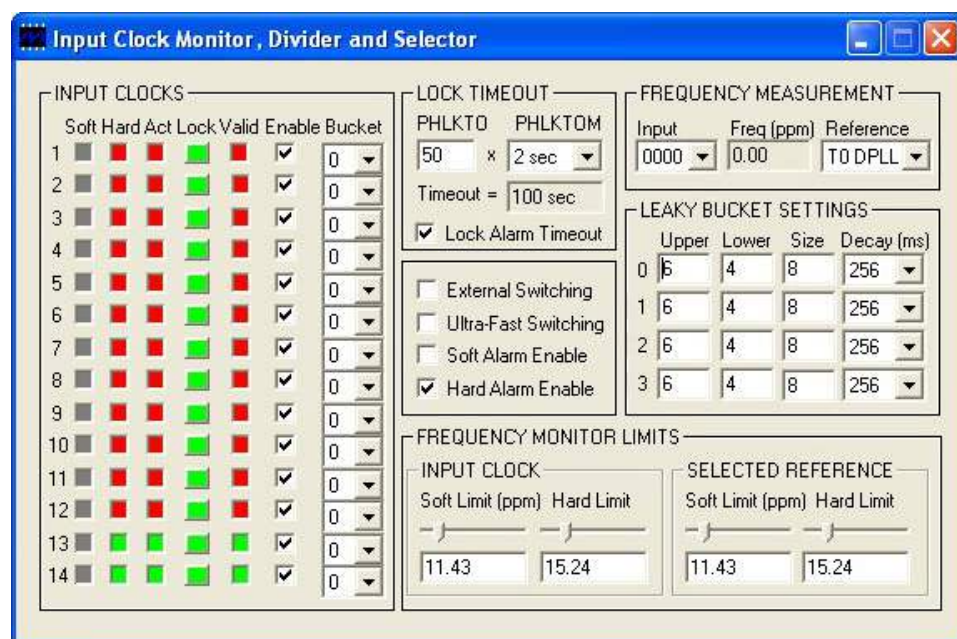 Input Clock Monitor, Divider and Selector
INPUT CLOCKS
Soft Hard Act Lock Valid Enable Bucket
1 0
2 0
3 0
4 0
5 0
6 0
7 0
8 0
9 0
10 0
11 0
12 0
13 0
14 0
LOCK TIMEOUT
PHLKTO PHLKTOM
50 x 2 sec
Timeout = 100 sec
Lock Alarm Timeout
External Switching
Ultra-Fast Switching
Soft Alarm Enable
Hard Alarm Enable
FREQUENCY MEASUREMENT
Input Freq (ppm) Reference
0000 0.00 T0 DPLL
LEAKY BUCKET SETTINGS
Upper Lower Size Decay (ms)
0 6 4 8 256
1 6 4 8 256
2 6 4 8 256
3 6 4 8 256
FREQUENCY MONITOR LIMITS
INPUT CLOCK
Soft Limit (ppm) Hard Limit
11.43 15.24
SELECTED REFERENCE
Soft Limit (ppm) Hard Limit
11.43 15.24